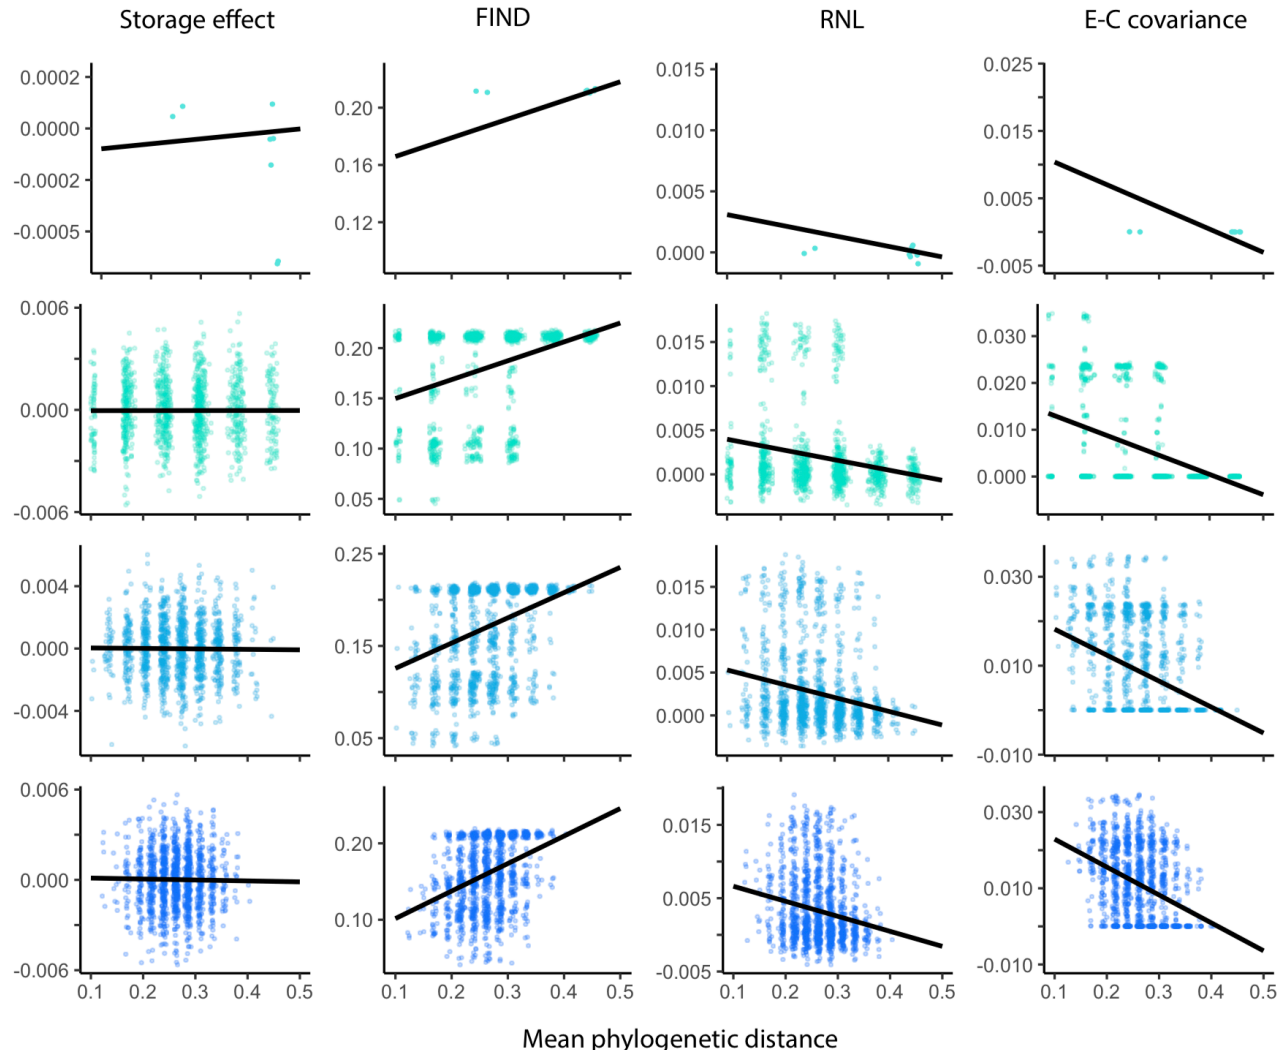 Storage effect FIND RNL E-C covariance
0.0002 0.20 0.015 0.025
0.0000 0.16 0.010 0.015
-0.0002 0.12 0.005 0.005
-0.0005 0.000 -0.005
0.006 0.20 0.015 0.030
0.000 0.15 0.010 0.020
-0.006 0.10 0.005 0.010
0.05 0.000 0.000
0.004 0.25 0.015 0.030
0.000 0.15 0.010 0.010
-0.004 0.05 0.005 -0.010
0.000
0.006 0.20 0.015 0.030
0.000 0.10 0.005 0.010
-0.006 -0.005 -0.010
0.1 0.2 0.3 0.4 0.5 0.1 0.2 0.3 0.4 0.5 0.1 0.2 0.3 0.4 0.5 0.1 0.2 0.3 0.4 0.5
Mean phylogenetic distance